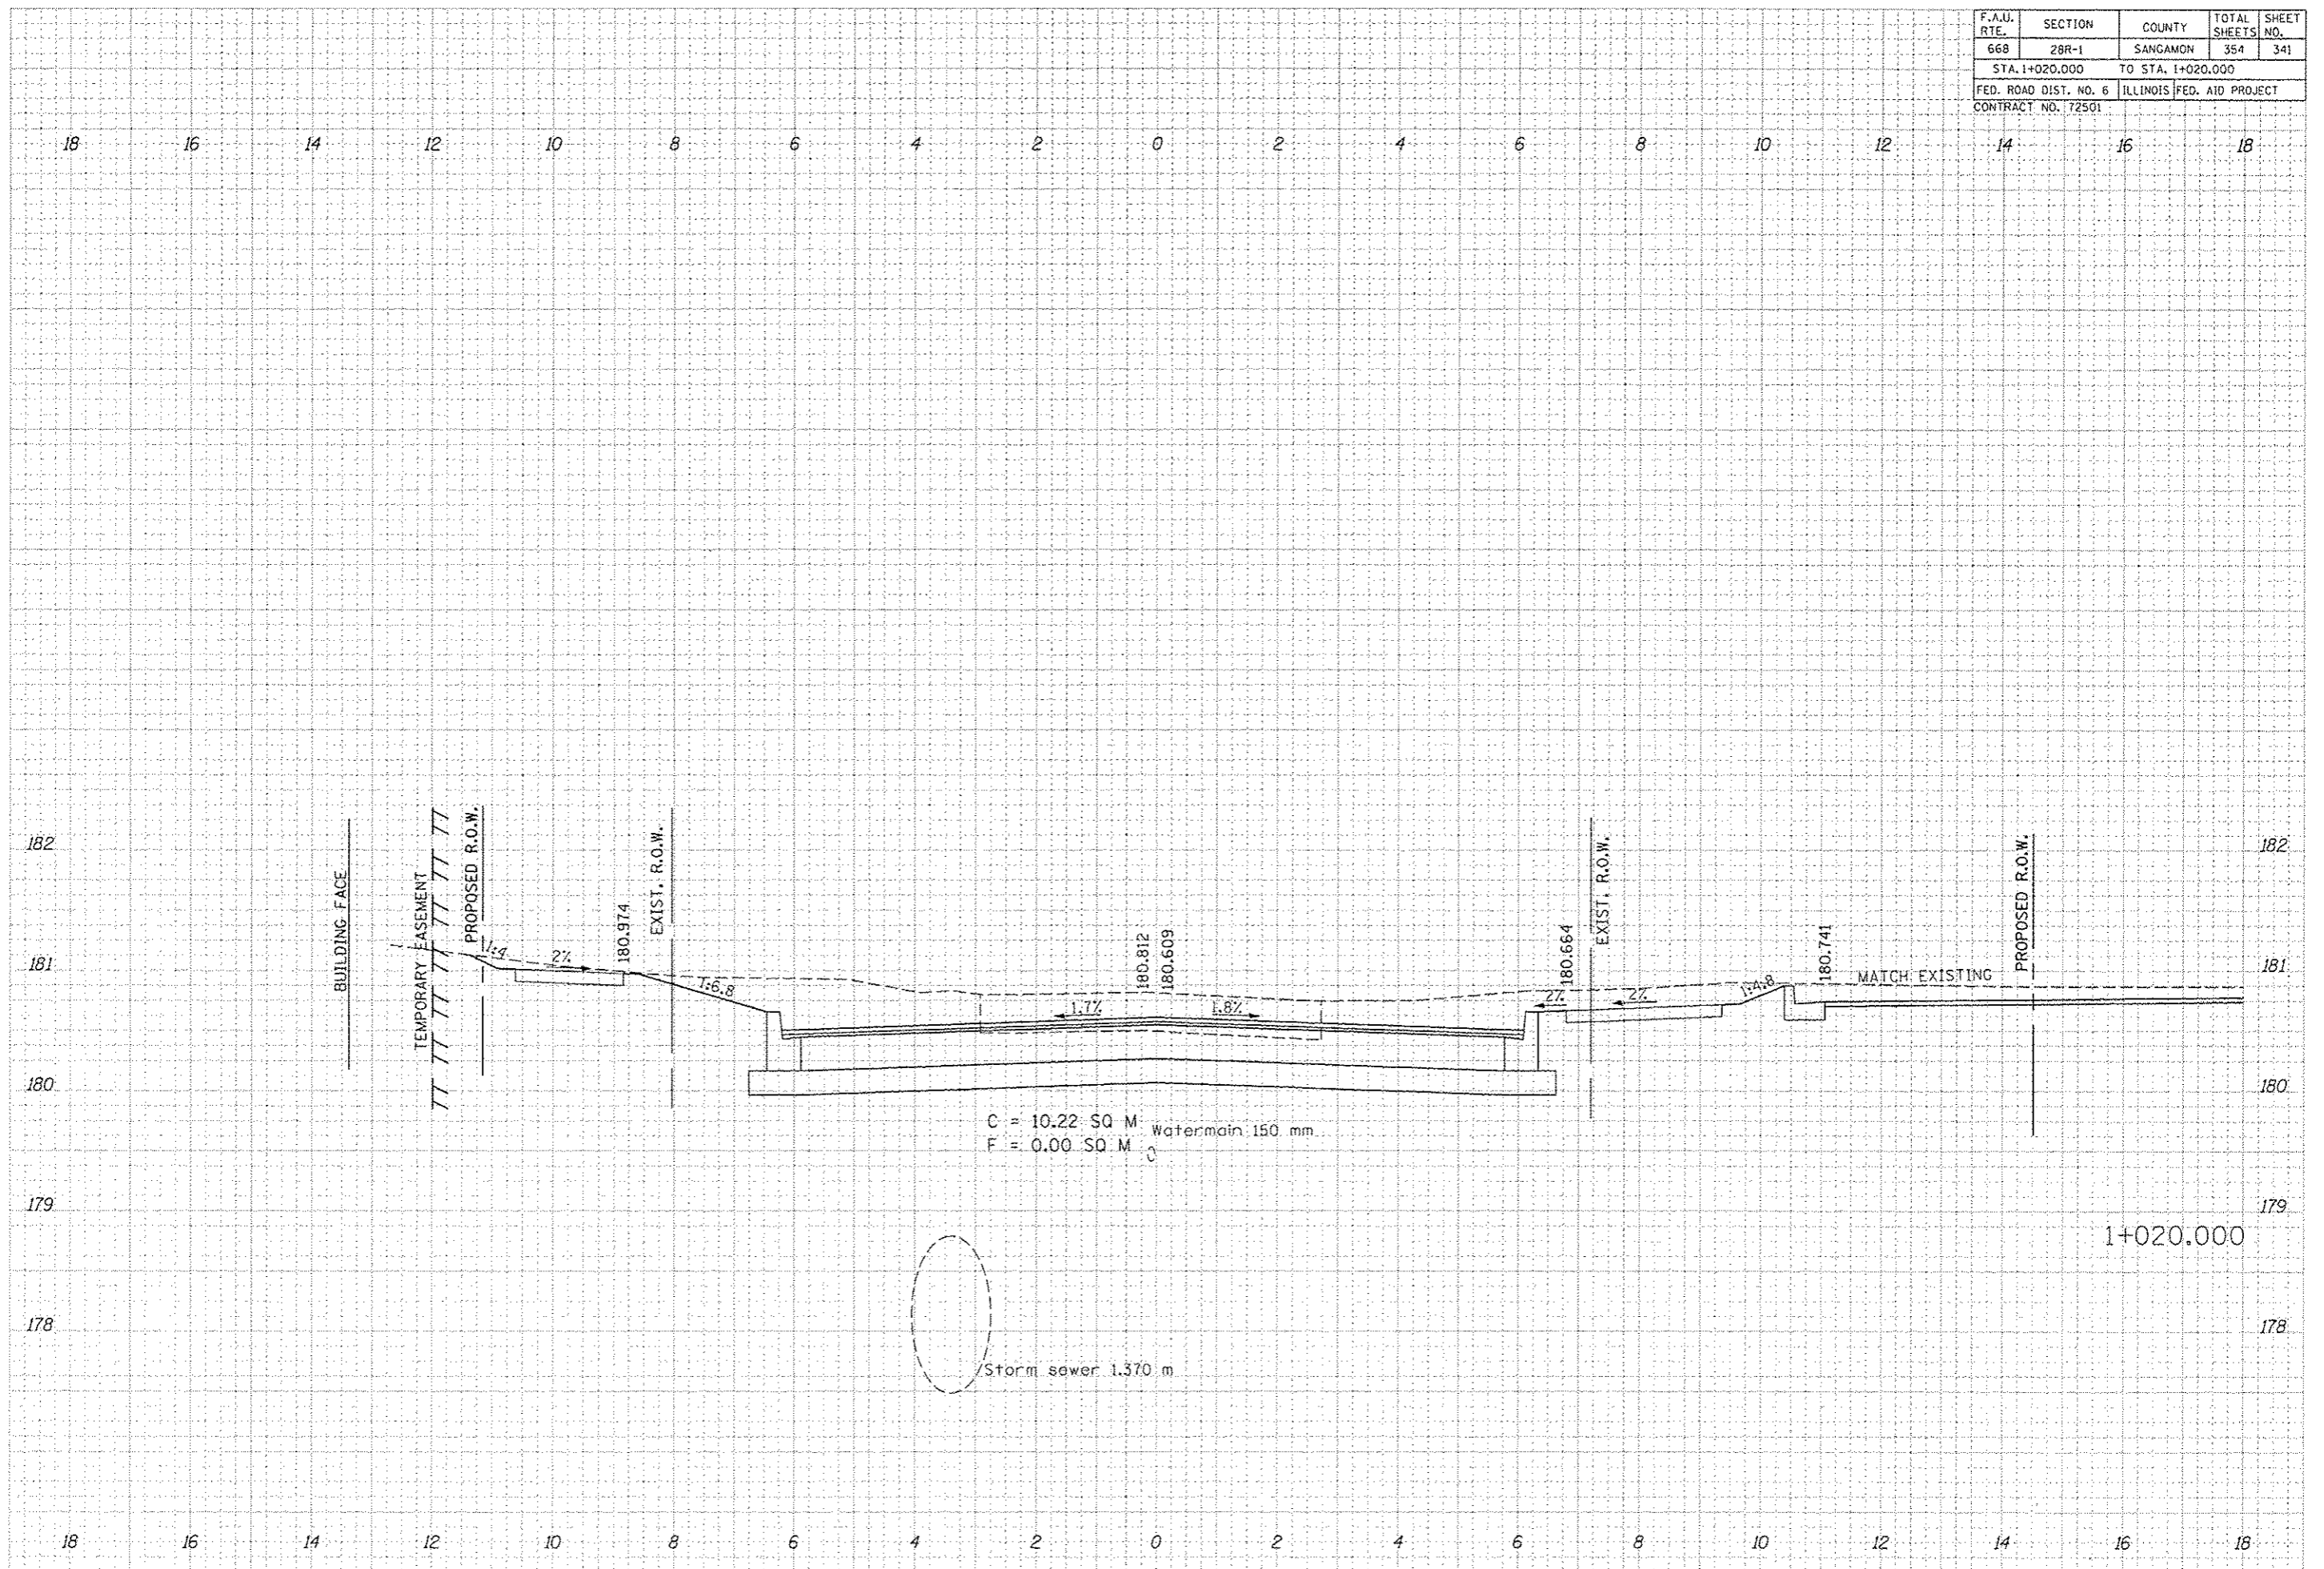 F.A.U. RTE. SECTION COUNTY TOTAL SHEETS SHEET NO.
668 28R-1 SANGAMON 354 341
STA. 1+020.000 TO STA. 1+020.000
FED. ROAD DIST. NO. 6 ILLINOIS FED. AID PROJECT
CONTRACT NO. 72501
18 16 14 12 10 8 6 4 2 0 2 4 6 8 10 12 14 16 18
182 182
BUILDING FACE
TEMPORARY EASEMENT
PROPOSED R.O.W.
EXIST. R.O.W.
180.974
180.812
180.609
180.664
EXIST. R.O.W.
180.741
PROPOSED R.O.W.
181 181
1:4
2%
1:6.8
1.7%
1.8%
2%
2%
1:4.8
MATCH EXISTING
180 180
C = 10.22 SQ M
F = 0.00 SQ M
Watermain 150 mm
179 179
1+020.000
178 178
Storm sewer 1.370 m
18 16 14 12 10 8 6 4 2 0 2 4 6 8 10 12 14 16 18